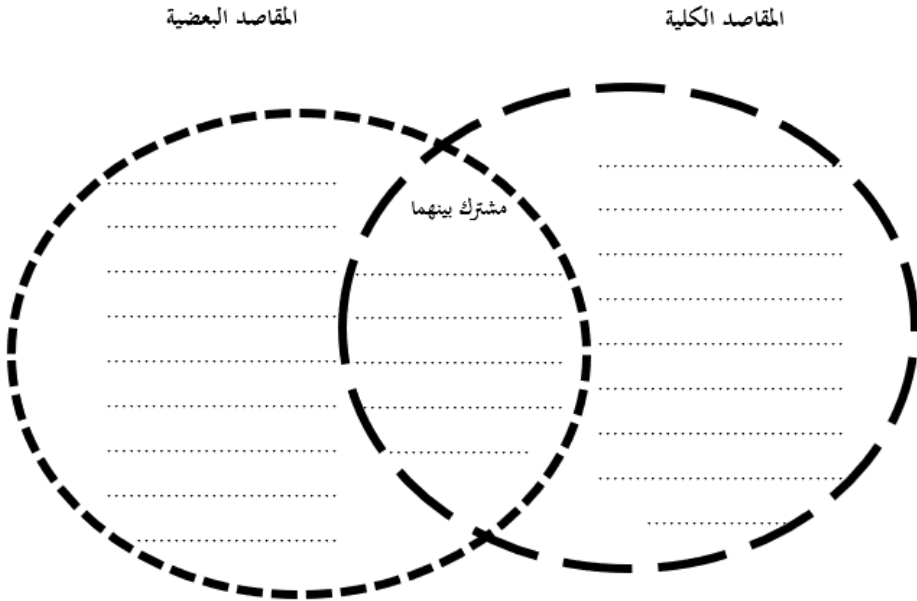 المقاصد الكلية
المقاصد البعضية
مشترك بينهما